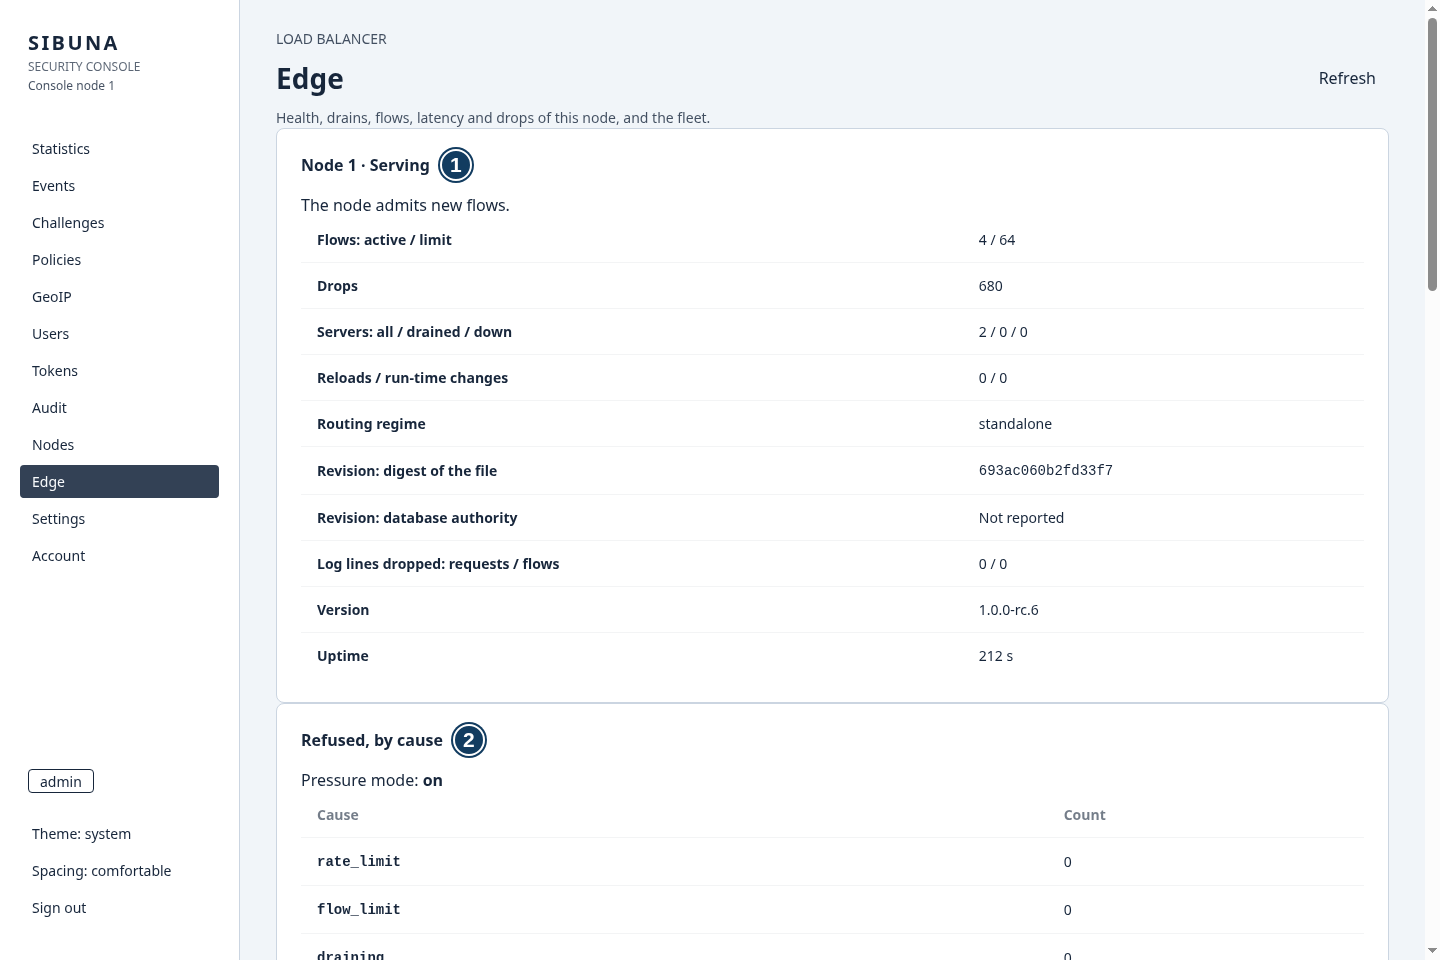 SIBUNA
SECURITY CONSOLE
Console node 1
Statistics
Events
Challenges
Policies
GeoIP
Users
Tokens
Audit
Nodes
Edge
Settings
Account
admin
Theme: system
Spacing: comfortable
Sign out
LOAD BALANCER
Edge
Refresh
Health, drains, flows, latency and drops of this node, and the fleet.
Node 1 · Serving 1
The node admits new flows.
Flows: active / limit 4 / 64
Drops 680
Servers: all / drained / down 2 / 0 / 0
Reloads / run-time changes 0 / 0
Routing regime standalone
Revision: digest of the file 693ac060b2fd33f7
Revision: database authority Not reported
Log lines dropped: requests / flows 0 / 0
Version 1.0.0-rc.6
Uptime 212 s
Refused, by cause 2
Pressure mode: on
Cause Count
rate_limit 0
flow_limit 0
draining 0